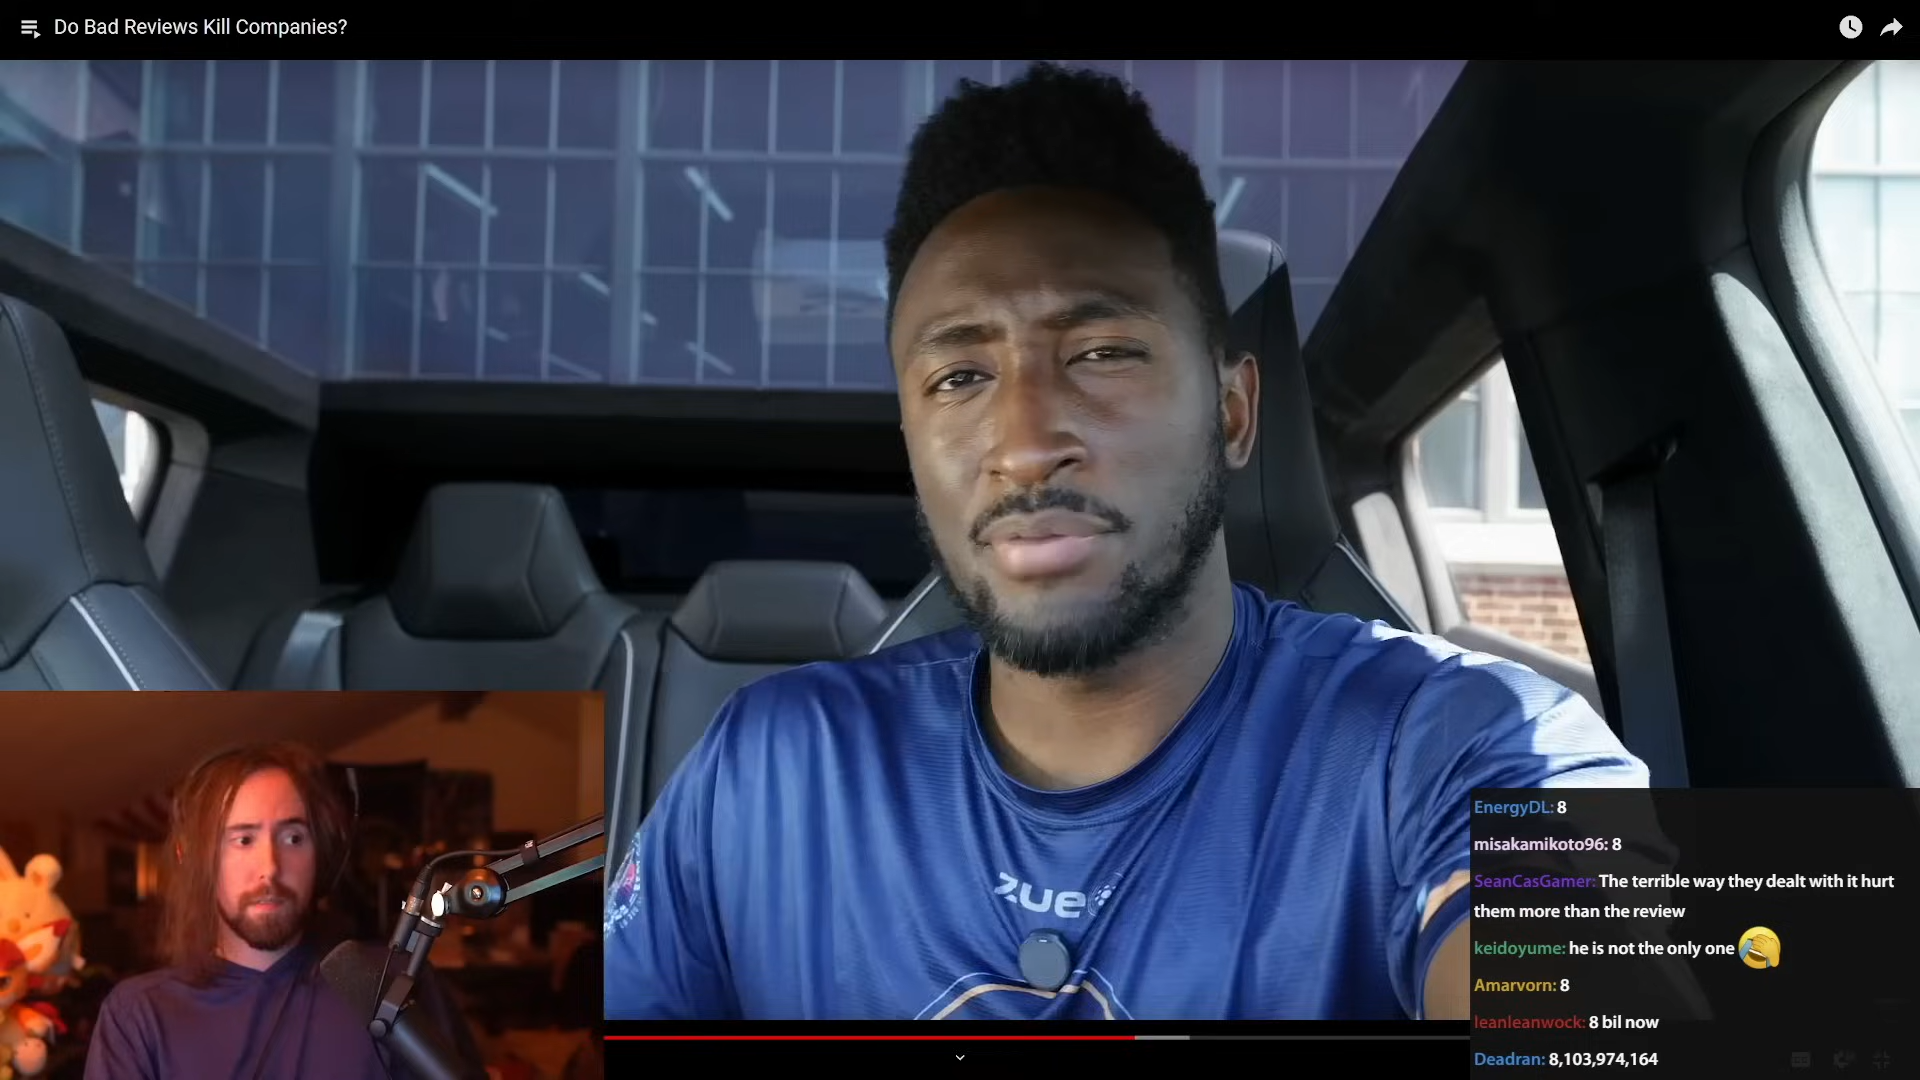 Do Bad Reviews Kill Companies?
zue
EnergyDL: 8
misakamikoto96: 8
SeanCasGamer: The terrible way they dealt with it hurt
them more than the review
keidoyume: he is not the only one
Amarvorn: 8
leanleanwock: 8 bil now
Deadran: 8,103,974,164